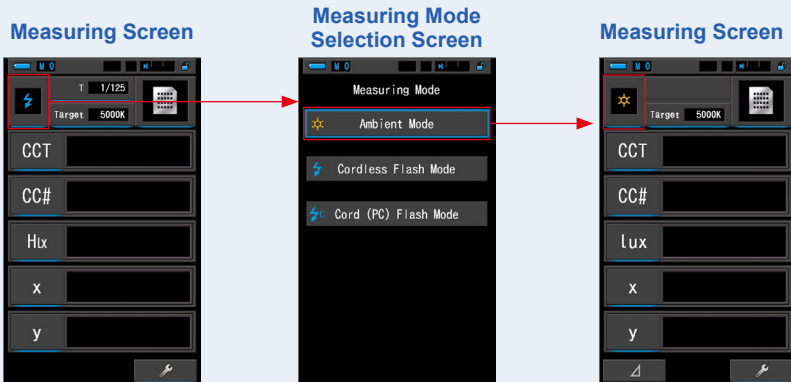 Measuring Screen
M 0
T 1/125
Target 5000K
CCT
CC#
HLx
x
y
Measuring Mode
Selection Screen
M 0
Measuring Mode
Ambient Mode
Cordless Flash Mode
C Cord (PC) Flash Mode
Measuring Screen
M 0
Target 5000K
CCT
CC#
lux
x
y